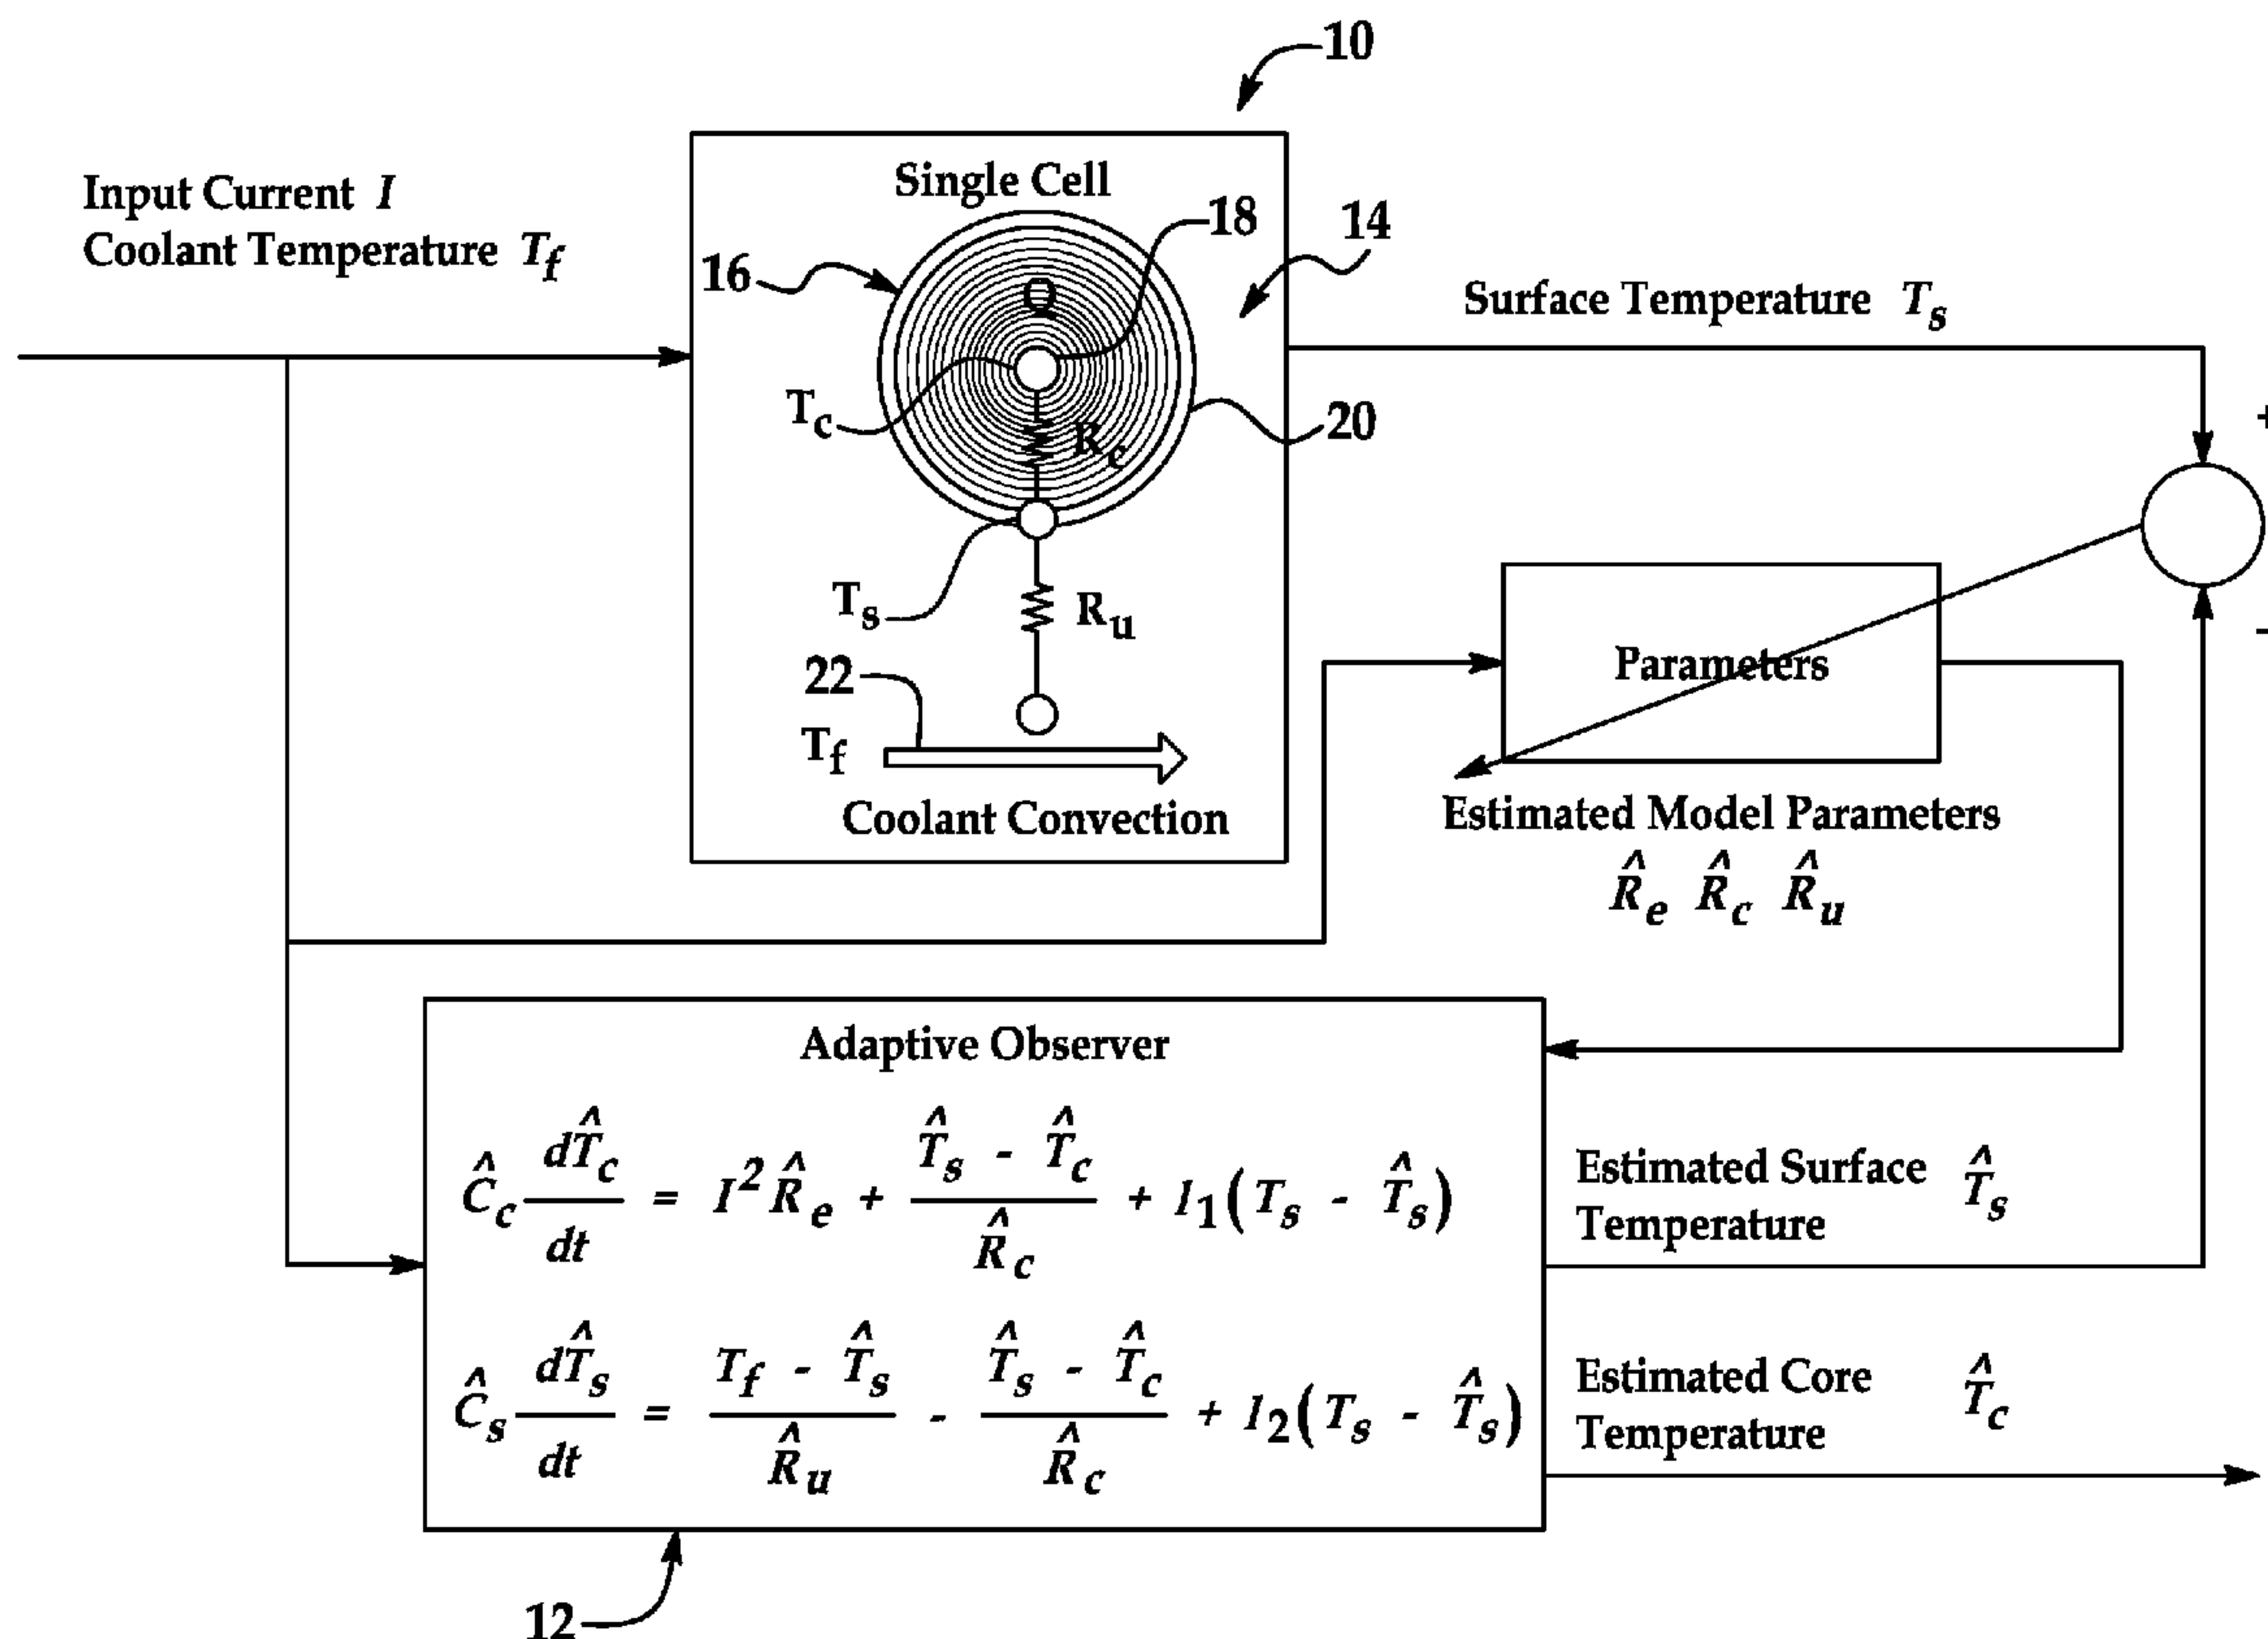 10
Input Current I
Coolant Temperature T_f
Single Cell
16
18
14
Q
T_c
R_c
20
T_s
R_u
22
T_f
Coolant Convection
Surface Temperature T_s
+
-
Parameters
Estimated Model Parameters
R̂_e R̂_c R̂_u
Adaptive Observer
Ĉ_c dT̂_c/dt = I² R̂_e + (T̂_s - T̂_c)/R̂_c + I_1(T_s - T̂_s)
Ĉ_s dT̂_s/dt = (T_f - T̂_s)/R̂_u - (T̂_s - T̂_c)/R̂_c + I_2(T_s - T̂_s)
Estimated Surface T̂_s
Temperature
Estimated Core T̂_c
Temperature
12